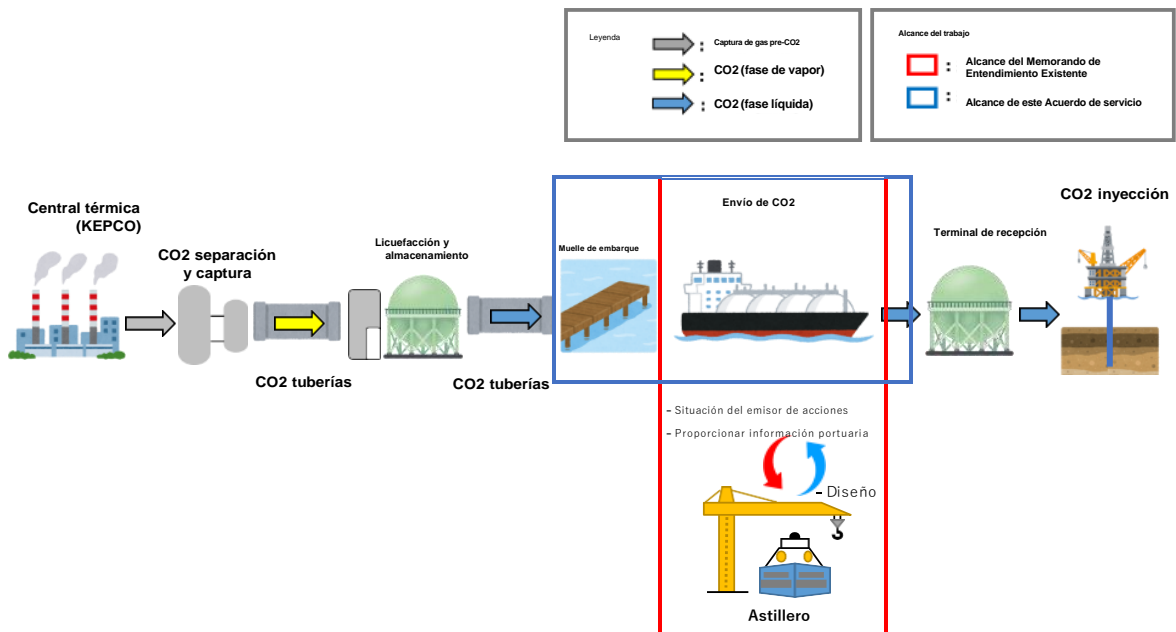 Leyenda
: Captura de gas pre-CO2
: CO2 (fase de vapor)
: CO2 (fase líquida)
Alcance del trabajo
: Alcance del Memorando de
Entendimiento Existente
: Alcance de este Acuerdo de servicio
Central térmica
(KEPCO)
CO2 separación
y captura
CO2 tuberías
Licuefacción y
almacenamiento
CO2 tuberías
Muelle de embarque
Envío de CO2
Terminal de recepción
CO2 inyección
– Situación del emisor de acciones
– Proporcionar información portuaria
– Diseño
Astillero